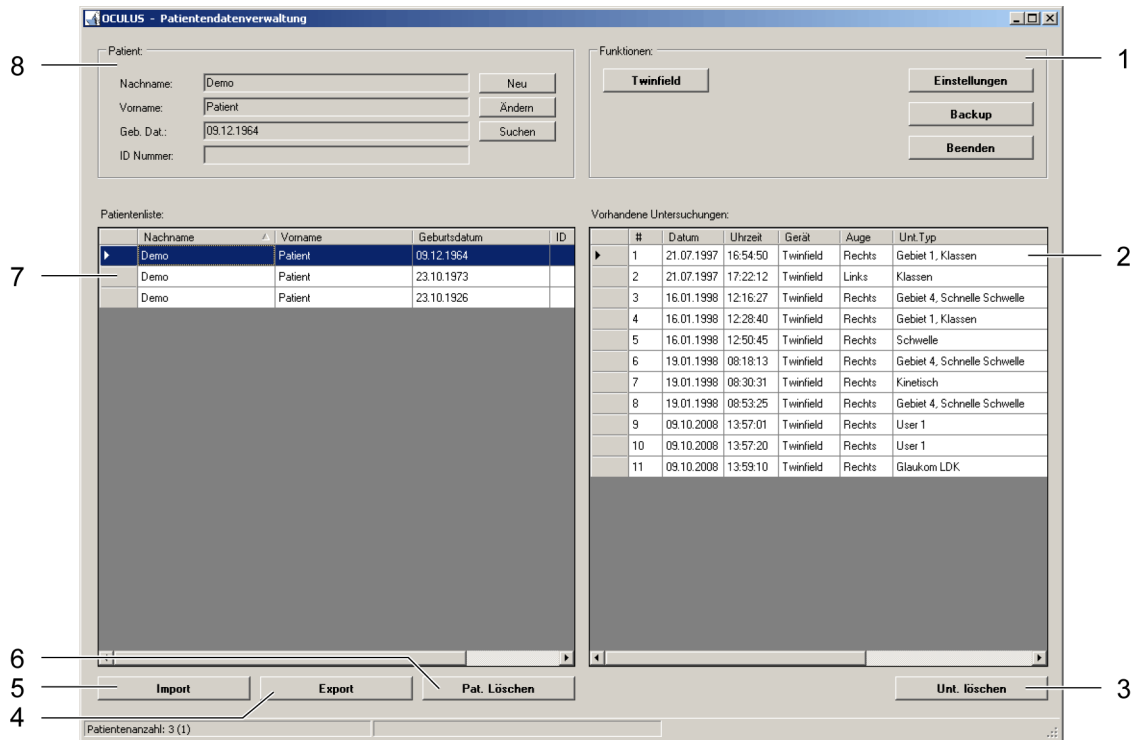 OCULUS - Patientendatenverwaltung
Patient:
Nachname: Demo Neu
Vorname: Patient Ändern
Geb. Dat.: 09.12.1964 Suchen
ID Nummer:
8
Funktionen:
Twinfield Einstellungen
Backup
Beenden
1
Patientenliste:
Nachname Vorname Geburtsdatum ID
Demo Patient 09.12.1964
Demo Patient 23.10.1973
Demo Patient 23.10.1926
7
Vorhandene Untersuchungen:
# Datum Uhrzeit Gerät Auge Unt.Typ
1 21.07.1997 16:54:50 Twinfield Rechts Gebiet 1, Klassen
2 21.07.1997 17:22:12 Twinfield Links Klassen
3 16.01.1998 12:16:27 Twinfield Rechts Gebiet 4, Schnelle Schwelle
4 16.01.1998 12:28:40 Twinfield Rechts Gebiet 1, Klassen
5 16.01.1998 12:50:45 Twinfield Rechts Schwelle
6 19.01.1998 08:18:13 Twinfield Rechts Gebiet 4, Schnelle Schwelle
7 19.01.1998 08:30:31 Twinfield Rechts Kinetisch
8 19.01.1998 08:53:25 Twinfield Rechts Gebiet 4, Schnelle Schwelle
9 09.10.2008 13:57:01 Twinfield Rechts User 1
10 09.10.2008 13:57:20 Twinfield Rechts User 1
11 09.10.2008 13:59:10 Twinfield Rechts Glaukom LDK
2
6
5 Import Export Pat. Löschen Unt. löschen 3
4
Patientenanzahl: 3 (1)